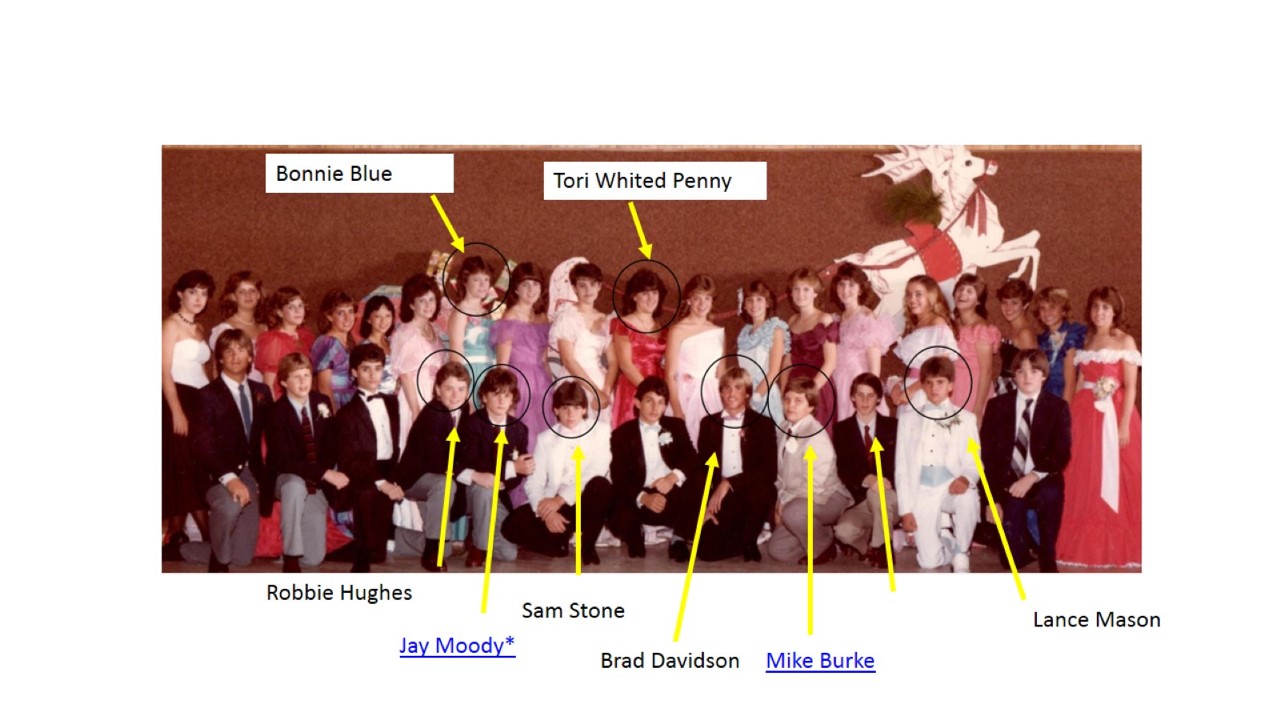 Bonnie Blue
Tori Whited Penny
Robbie Hughes
Sam Stone
Lance Mason
Jay Moody*
Brad Davidson
Mike Burke